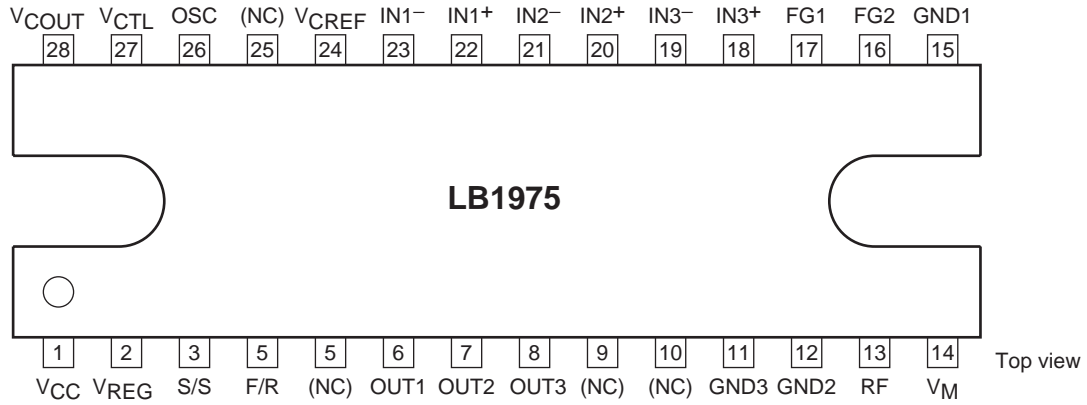 VCOUT VCTL OSC (NC) VCREF IN1– IN1+ IN2– IN2+ IN3– IN3+ FG1 FG2 GND1
28 27 26 25 24 23 22 21 20 19 18 17 16 15
LB1975
1 2 3 5 5 6 7 8 9 10 11 12 13 14
Top view
VCC VREG S/S F/R (NC) OUT1 OUT2 OUT3 (NC) (NC) GND3 GND2 RF VM